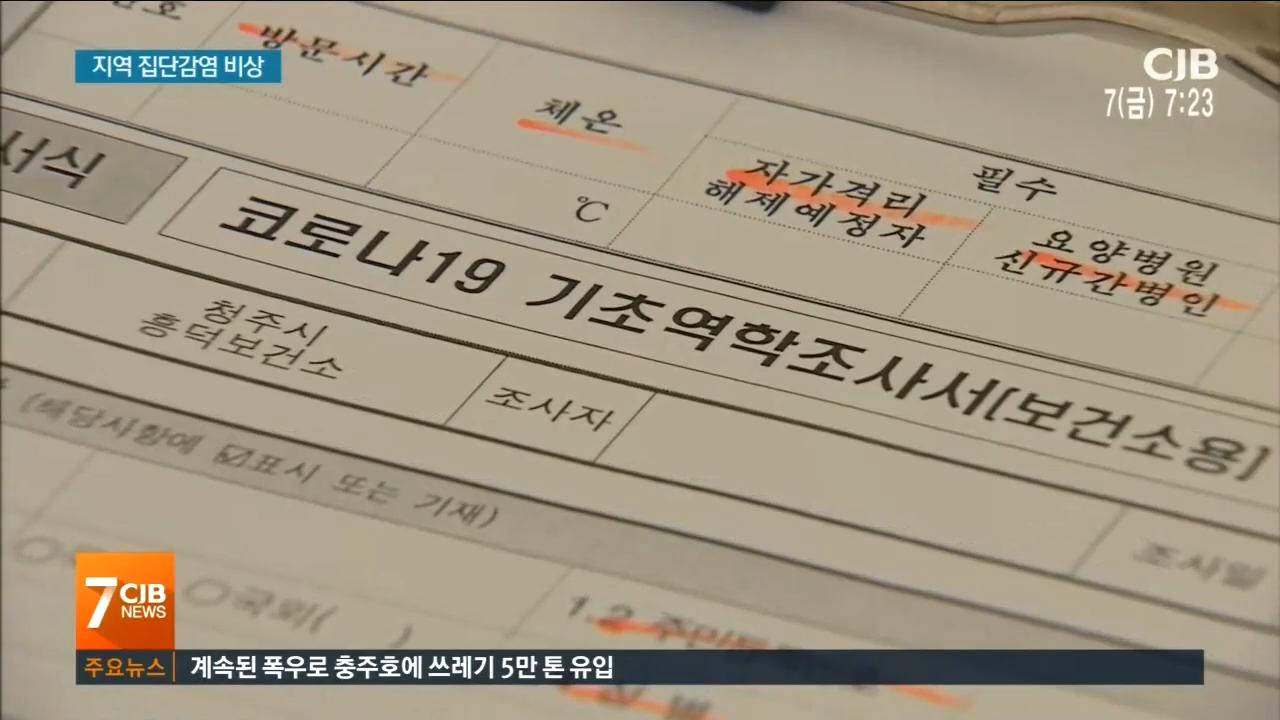 지역 집단감염 비상
CJB
7(금) 7:23
방문시간
체온
필수
자가격리
해제예정자
요양병원
신규간병인
℃
서식
코로나19 기초역학조사서[보건소용]
청주시
흥덕보건소
조사자
조사일
(해당사항에 ☑표시 또는 기재)
○국외( )
1.2
7 CJB
NEWS
주요뉴스
계속된 폭우로 충주호에 쓰레기 5만 톤 유입